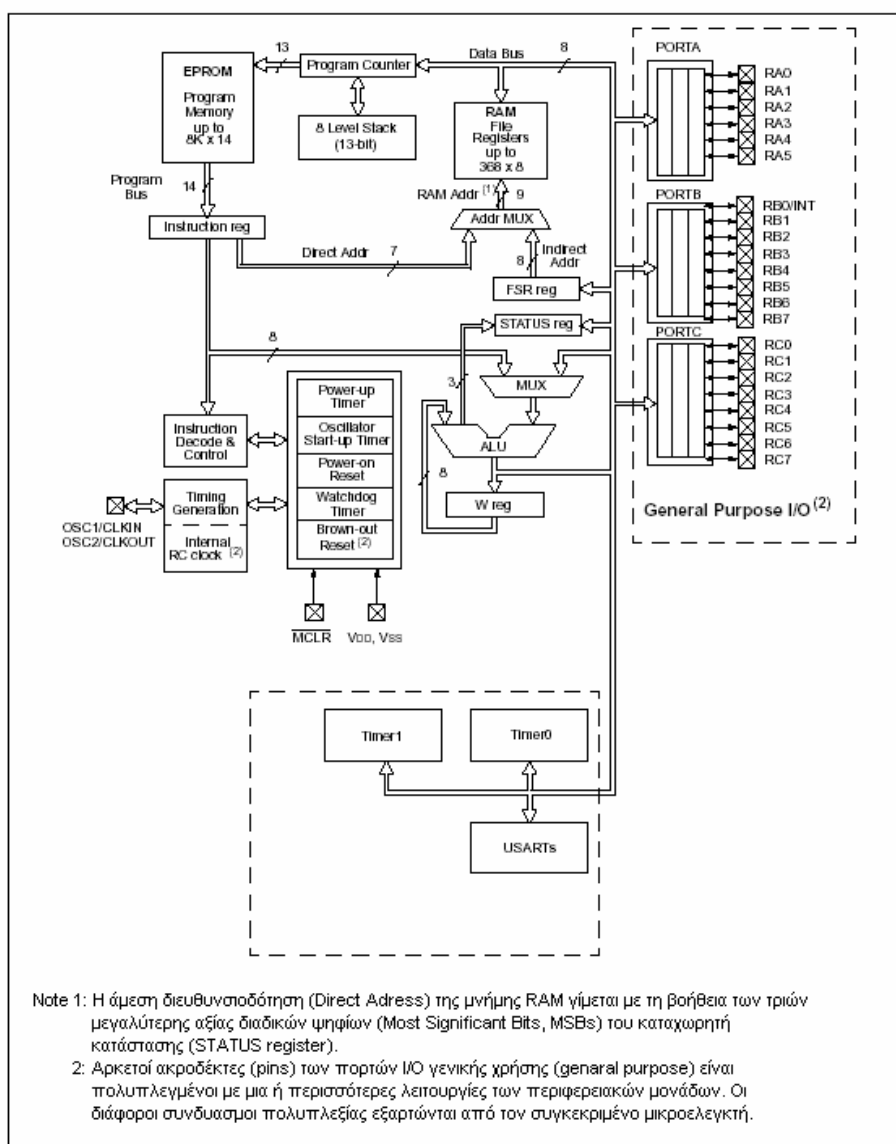 13
Data Bus
8
EPROM
Program
Memory
up to
8K x 14
Program Counter
8 Level Stack
(13-bit)
RAM
File
Registers
up to
368 x 8
Program
Bus
14
RAM Addr (1)
9
Instruction reg
Addr MUX
Direct Addr
7
8
Indirect
Addr
FSR reg
STATUS reg
8
3
MUX
Power-up
Timer
Instruction
Decode &
Control
Oscillator
Start-up Timer
ALU
Power-on
Reset
8
Timing
Generation
Watchdog
Timer
W reg
OSC1/CLKIN
OSC2/CLKOUT
Internal
RC clock (2)
Brown-out
Reset (2)
MCLR
VDD, VSS
PORTA
RA0
RA1
RA2
RA3
RA4
RA5
PORTB
RB0/INT
RB1
RB2
RB3
RB4
RB5
RB6
RB7
PORTC
RC0
RC1
RC2
RC3
RC4
RC5
RC6
RC7
General Purpose I/O (2)
Timer1
Timer0
USARTs
Note 1: Η άμεση διευθυνσιοδότηση (Direct Adress) της μνήμης RAM γίμεται με τη βοήθεια των τριών
μεγαλύτερης αξίας διαδικών ψηφίων (Most Significant Bits, MSBs) του καταχωρητή
κατάστασης (STATUS register).
2: Αρκετοί ακροδέκτες (pins) των πορτών I/O γενικής χρήσης (genaral purpose) είναι
πολυπλεγμένοι με μια ή περισσότερες λειτουργίες των περιφερειακών μονάδων. Οι
διάφοροι συνδυασμοι πολυπλεξίας εξαρτώνται από τον συγκεκριμένο μικροελεγκτή.